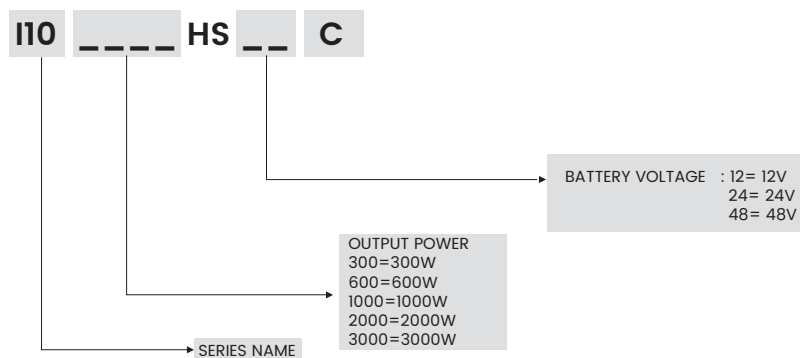 I10 _ _ _ _ HS _ _ C
BATTERY VOLTAGE : 12= 12V
24= 24V
48= 48V
OUTPUT POWER
300=300W
600=600W
1000=1000W
2000=2000W
3000=3000W
SERIES NAME